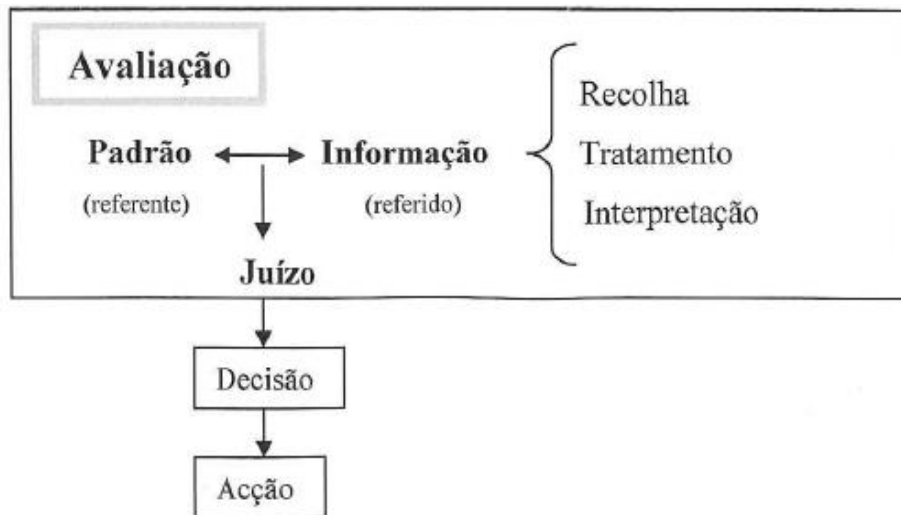 Avaliação
Recolha
Padrão Informação Tratamento
(referente) (referido) Interpretação
Juízo
Decisão
Acção